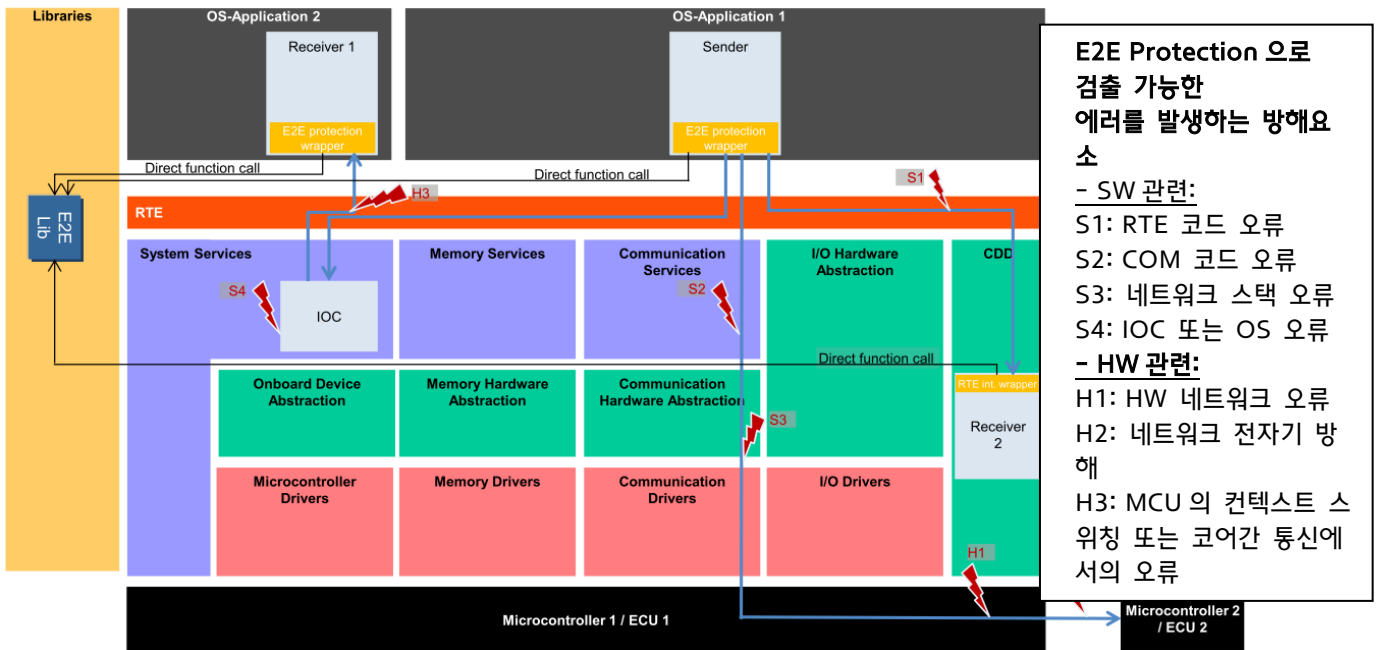 Libraries
OS-Application 2
OS-Application 1
Receiver 1
Sender
E2E protection
wrapper
E2E protection
wrapper
Direct function call
Direct function call
S1
H3
E2E
Lib
RTE
System Services
Memory Services
Communication
Services
I/O Hardware
Abstraction
CDD
S4
S2
IOC
Direct function call
Onboard Device
Abstraction
Memory Hardware
Abstraction
Communication
Hardware Abstraction
RTE int. wrapper
S3
Receiver
2
Microcontroller
Drivers
Memory Drivers
Communication
Drivers
I/O Drivers
H1
Microcontroller 1 / ECU 1
Microcontroller 2
/ ECU 2
E2E Protection 으로
검출 가능한
에러를 발생하는 방해요
소
- SW 관련:
S1: RTE 코드 오류
S2: COM 코드 오류
S3: 네트워크 스택 오류
S4: IOC 또는 OS 오류
- HW 관련:
H1: HW 네트워크 오류
H2: 네트워크 전자기 방
해
H3: MCU 의 컨텍스트 스
위칭 또는 코어간 통신에
서의 오류